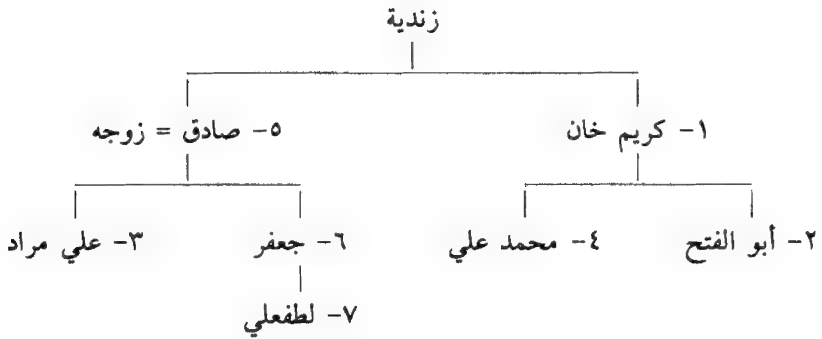 زندية
١- كريم خان ٥- صادق = زوجه
٢- أبو الفتح ٤- محمد علي ٦- جعفر ٣- علي مراد
٧- لطفعلي